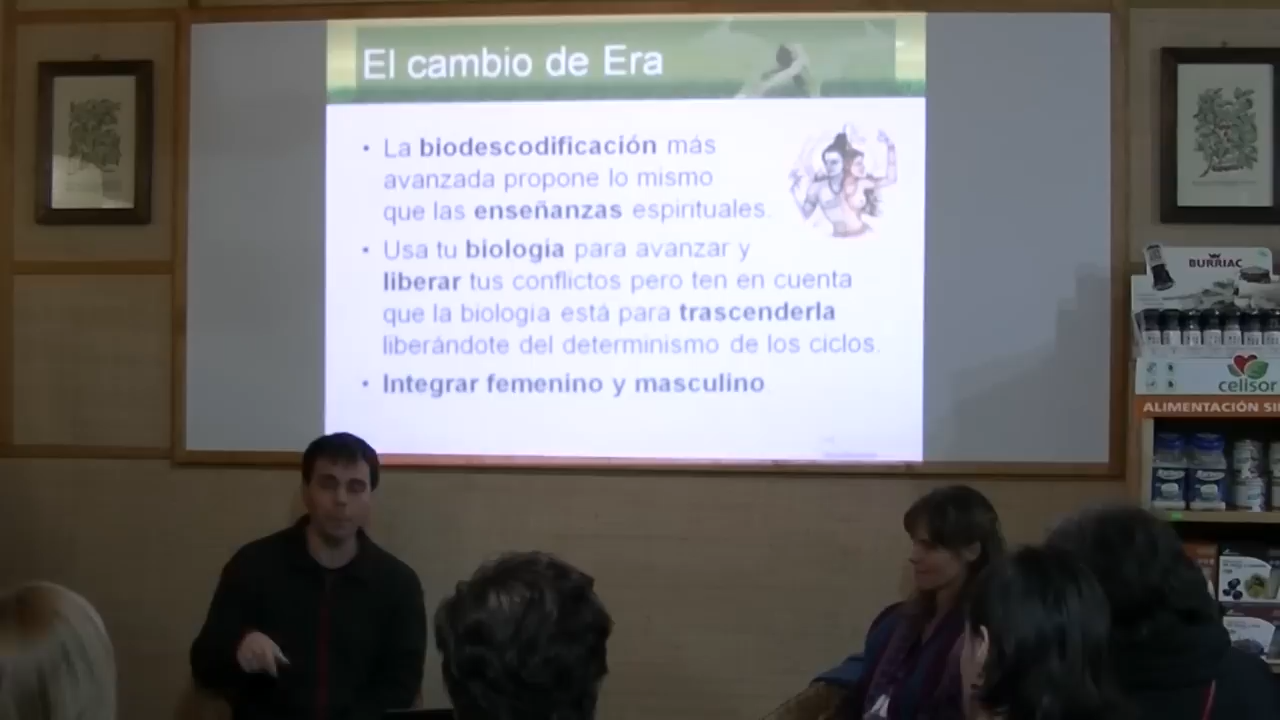 El cambio de Era
• La biodescodificación más
avanzada propone lo mismo
que las enseñanzas espirituales.
• Usa tu biología para avanzar y
liberar tus conflictos pero ten en cuenta
que la biología está para trascenderla
liberándote del determinismo de los ciclos.
• Integrar femenino y masculino
BURRIAC
celisor
ALIMENTACIÓN